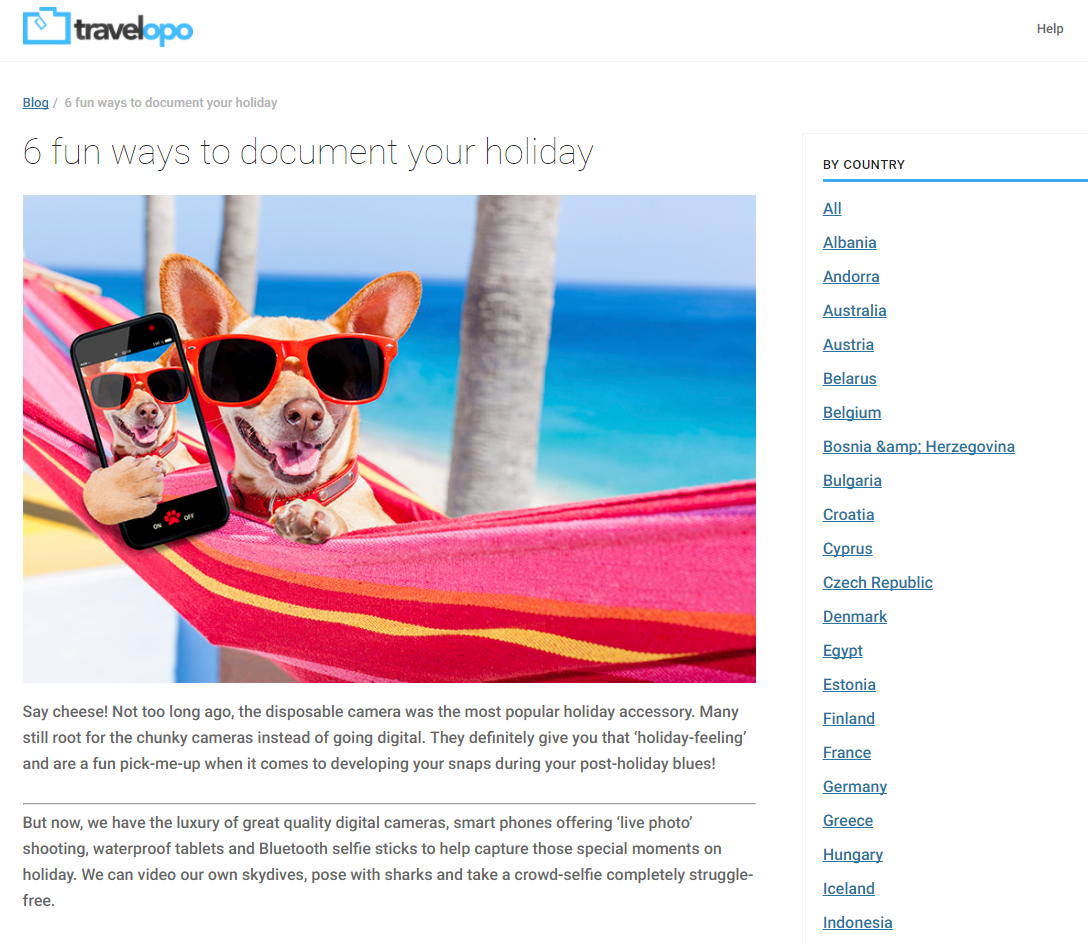 travelopo
Help
Blog / 6 fun ways to document your holiday
6 fun ways to document your holiday
ON OFF
Say cheese! Not too long ago, the disposable camera was the most popular holiday accessory. Many
still root for the chunky cameras instead of going digital. They definitely give you that ‘holiday-feeling’
and are a fun pick-me-up when it comes to developing your snaps during your post-holiday blues!
But now, we have the luxury of great quality digital cameras, smart phones offering ‘live photo’
shooting, waterproof tablets and Bluetooth selfie sticks to help capture those special moments on
holiday. We can video our own skydives, pose with sharks and take a crowd-selfie completely struggle-
free.
BY COUNTRY
All
Albania
Andorra
Australia
Austria
Belarus
Belgium
Bosnia &amp; Herzegovina
Bulgaria
Croatia
Cyprus
Czech Republic
Denmark
Egypt
Estonia
Finland
France
Germany
Greece
Hungary
Iceland
Indonesia